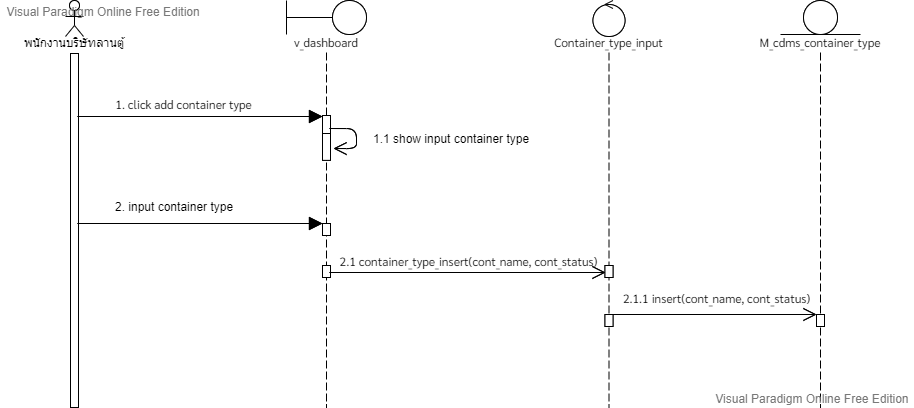 Visual Paradigm Online Free Edition
พนักงานบริษัทลานตู้
v_dashboard
Container_type_input
M_cdms_container_type
1. click add container type
1.1 show input container type
2. input container type
2.1 container_type_insert(cont_name, cont_status)
2.1.1 insert(cont_name, cont_status)
Visual Paradigm Online Free Edition